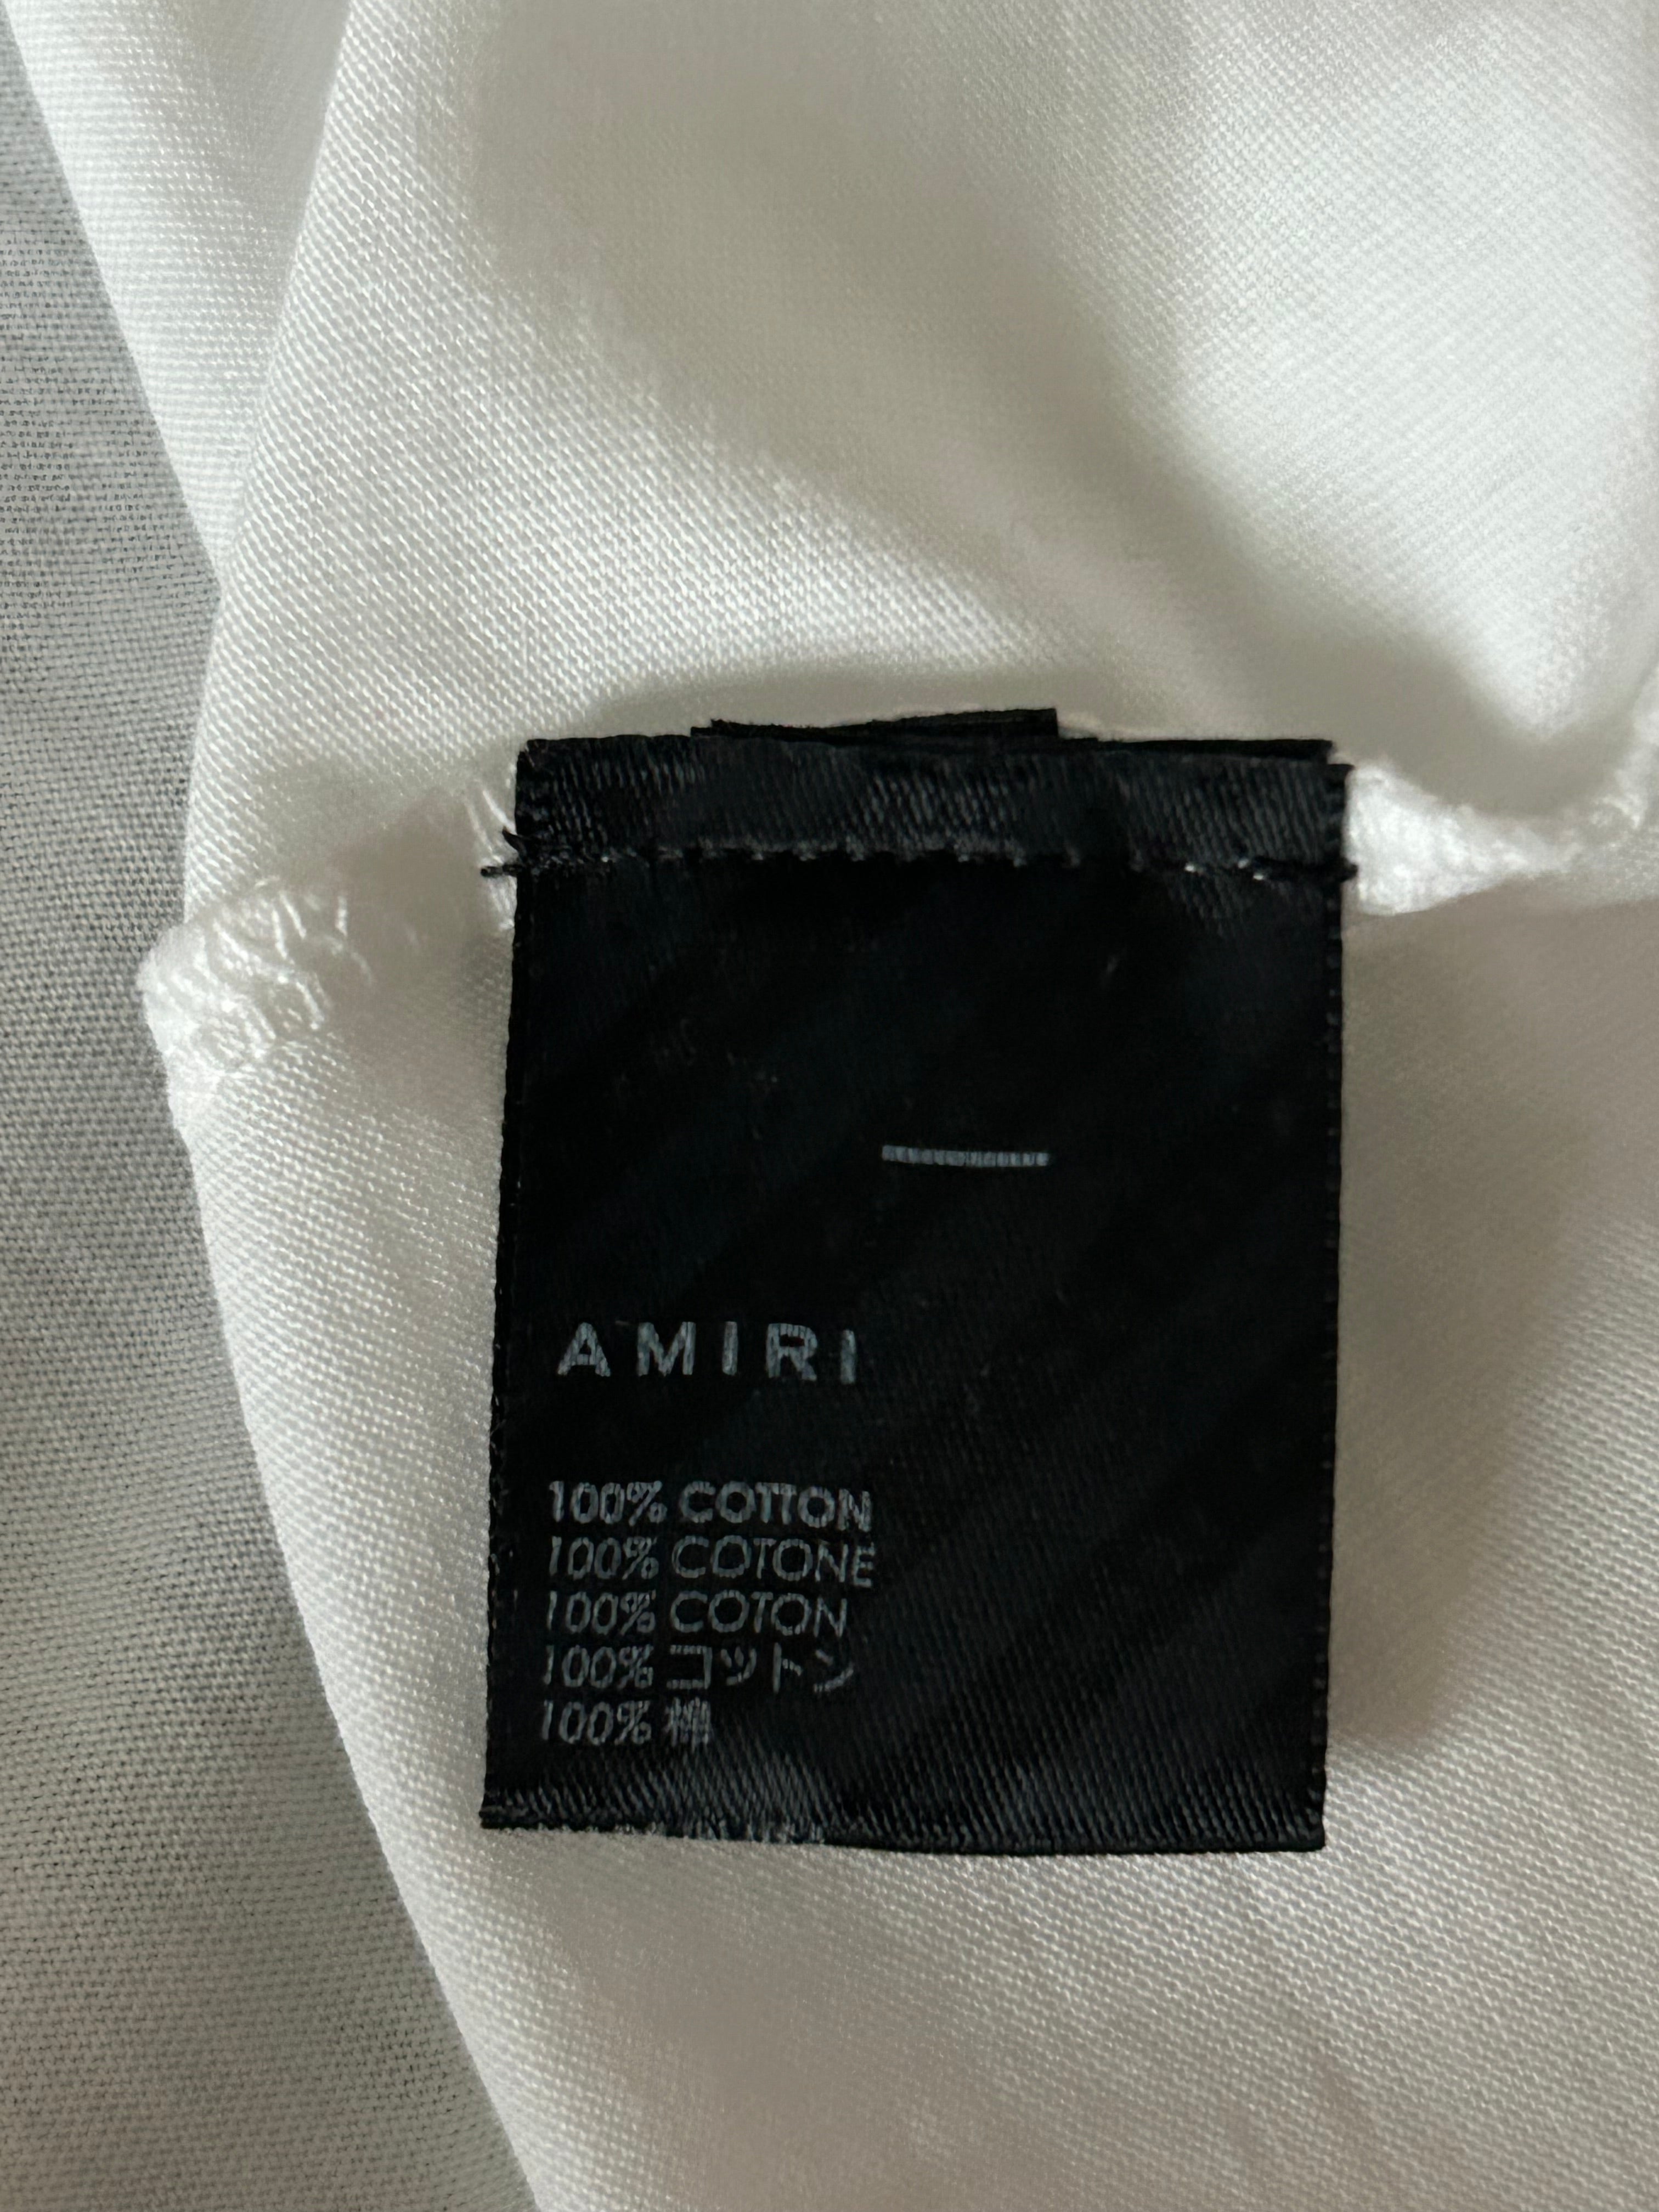 AMIRI
100% COTTON
100% COTONE
100% COTON
100% コットン
100% 棉